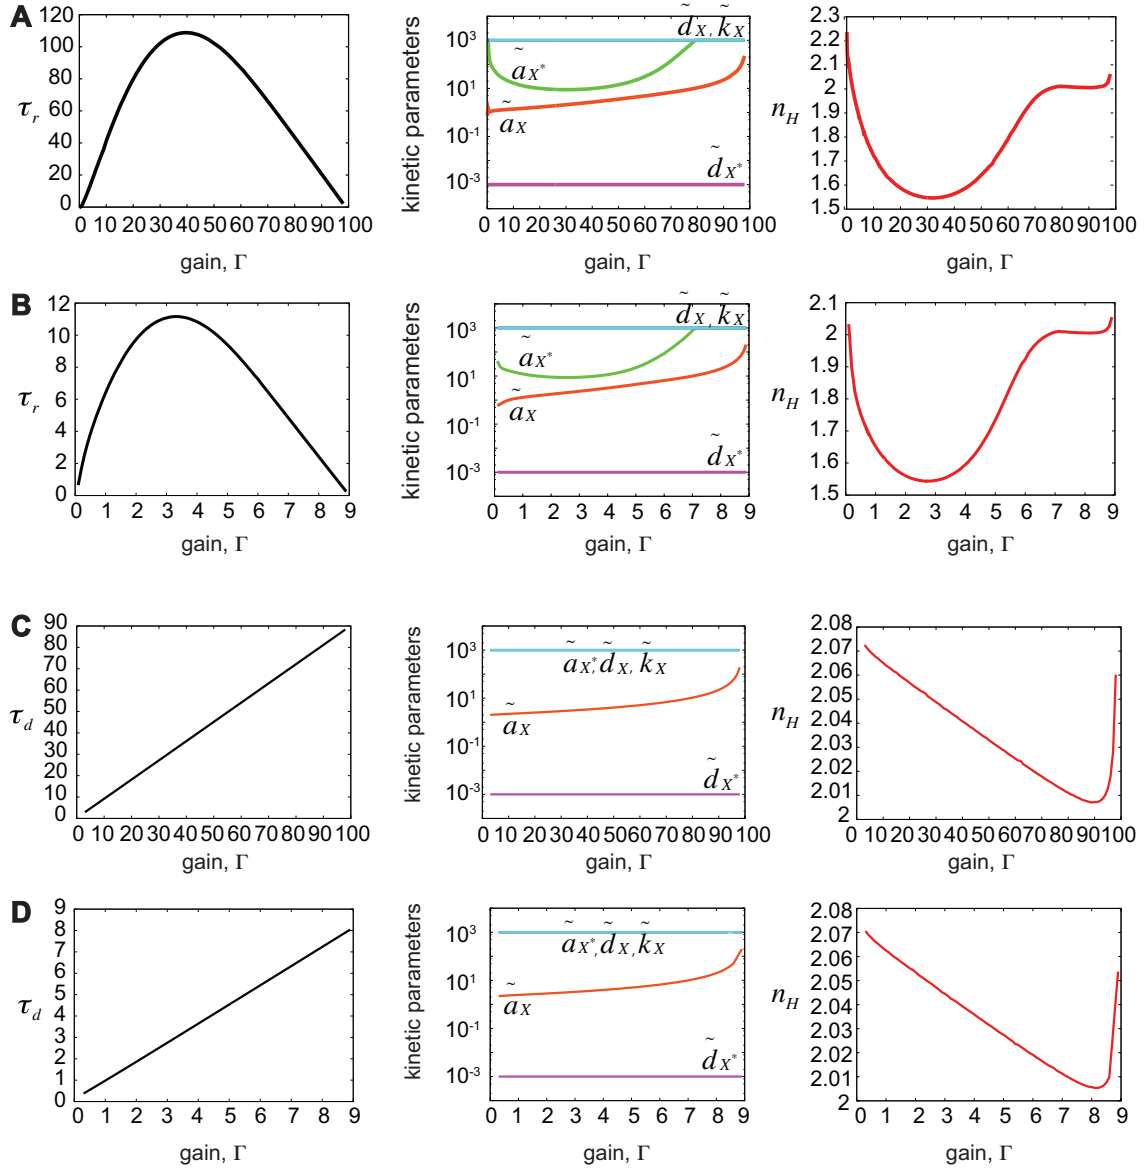 A
120
100
80
60
40
20
0
τr
0 10 20 30 40 50 60 70 80 90 100
gain, Γ
kinetic parameters
10³
10¹
10⁻¹
10⁻³
d̃X, k̃X
ãX*
ãX
d̃X*
0 10 20 30 40 50 60 70 80 90 100
gain, Γ
nH
2.3
2.2
2.1
2
1.9
1.8
1.7
1.6
1.5
0 10 20 30 40 50 60 70 80 90 100
gain, Γ
B
12
10
8
6
4
2
0
τr
0 1 2 3 4 5 6 7 8 9
gain, Γ
kinetic parameters
10³
10¹
10⁻¹
10⁻³
d̃X, k̃X
ãX*
ãX
d̃X*
0 1 2 3 4 5 6 7 8 9
gain, Γ
nH
2.1
2
1.9
1.8
1.7
1.6
1.5
0 1 2 3 4 5 6 7 8 9
gain, Γ
C
90
80
70
60
50
40
30
20
10
0
τd
0 10 20 30 40 50 60 70 80 90 100
gain, Γ
kinetic parameters
10³
10¹
10⁻¹
10⁻³
ãX*, d̃X, k̃X
ãX
d̃X*
0 10 20 30 40 50 60 70 80 90 100
gain, Γ
nH
2.08
2.07
2.06
2.05
2.04
2.03
2.02
2.01
2
0 10 20 30 40 50 60 70 80 90 100
gain, Γ
D
9
8
7
6
5
4
3
2
1
0
τd
0 1 2 3 4 5 6 7 8 9
gain, Γ
kinetic parameters
10³
10¹
10⁻¹
10⁻³
ãX*, d̃X, k̃X
ãX
d̃X*
0 1 2 3 4 5 6 7 8 9
gain, Γ
nH
2.08
2.07
2.06
2.05
2.04
2.03
2.02
2.01
2
0 1 2 3 4 5 6 7 8 9
gain, Γ